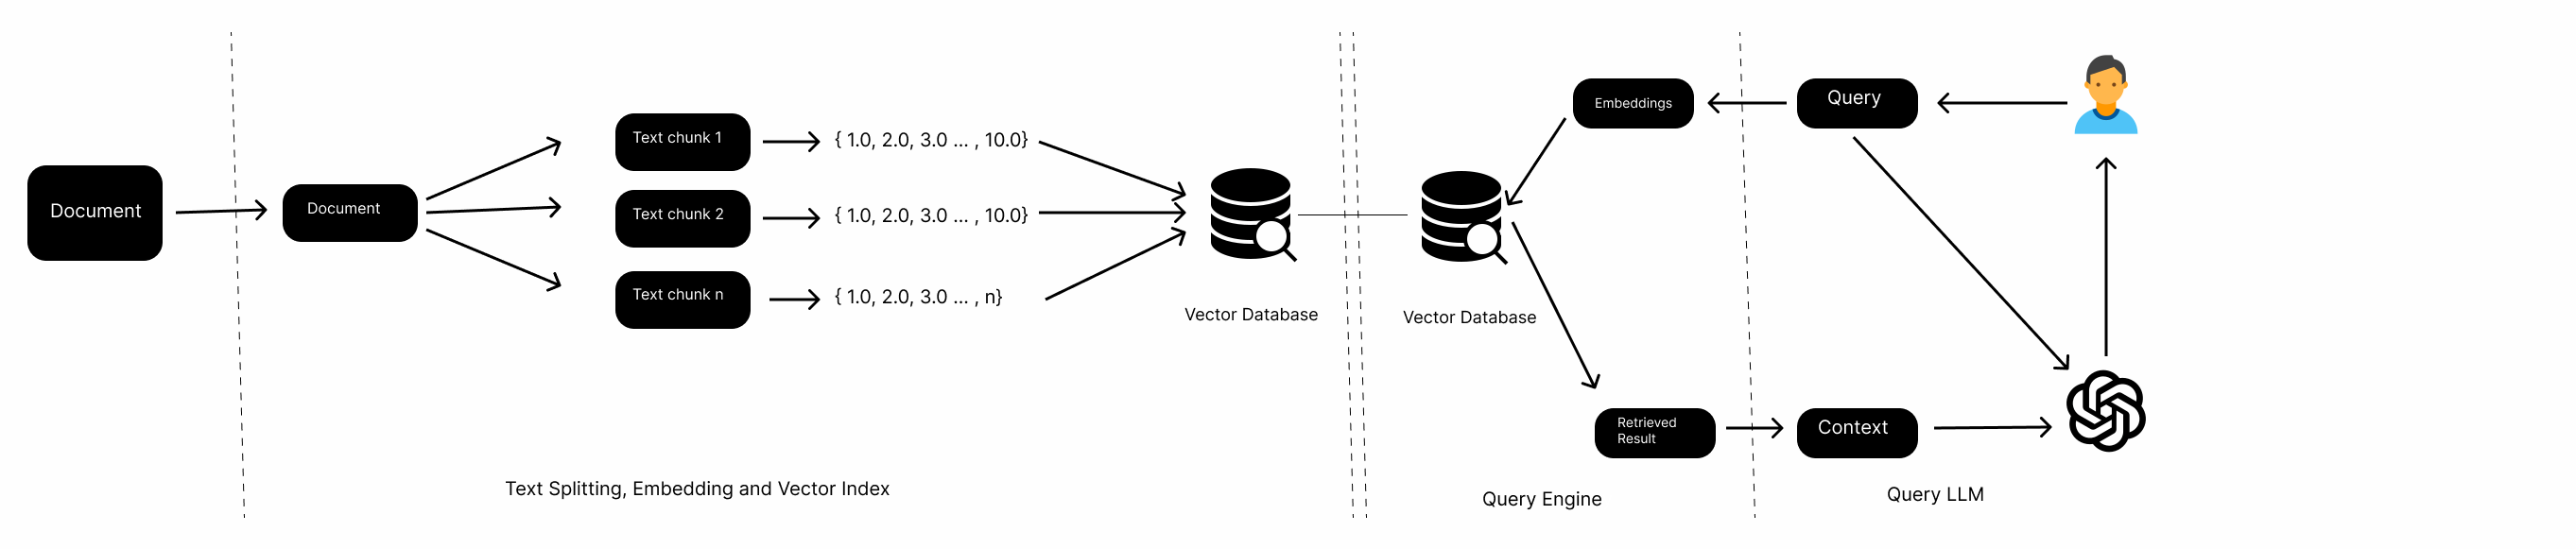 Document
Document
Text chunk 1
{ 1.0, 2.0, 3.0 ... , 10.0}
Text chunk 2
{ 1.0, 2.0, 3.0 ... , 10.0}
Text chunk n
{ 1.0, 2.0, 3.0 ... , n}
Vector Database
Text Splitting, Embedding and Vector Index
Vector Database
Embeddings
Retrieved
Result
Query Engine
Query
Context
Query LLM